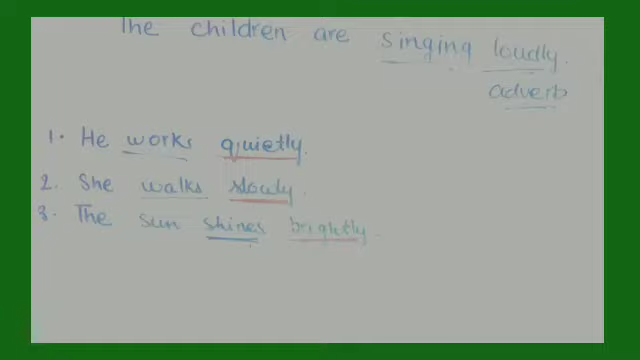 The children are singing loudly.
adverb
1. He works quietly.
2. She walks slowly.
3. The sun shines brightly.